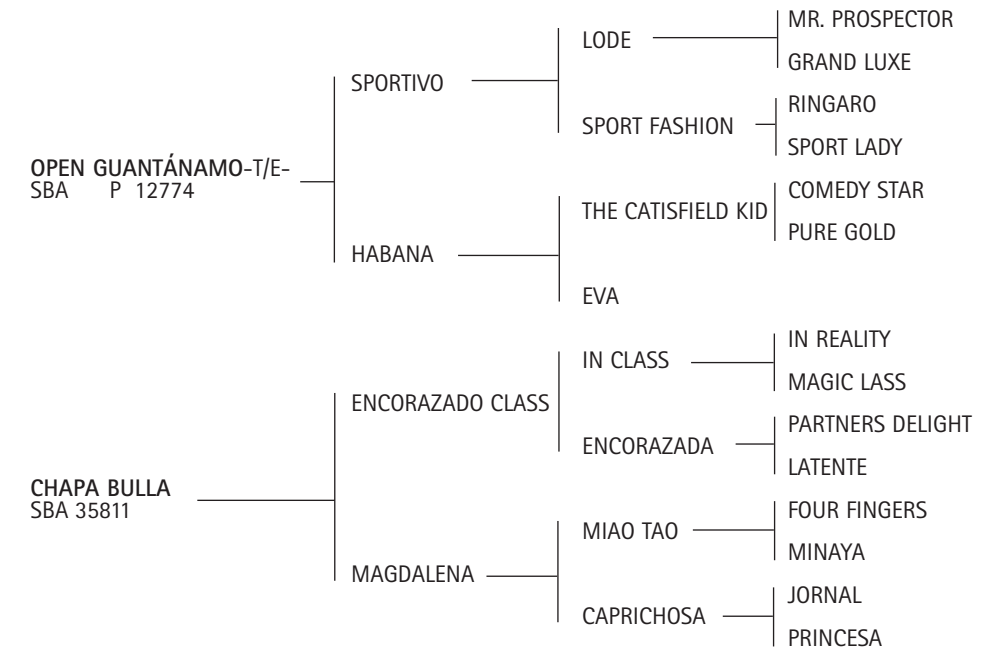 OPEN GUANTÁNAMO-T/E-
SBA P 12774
SPORTIVO
LODE
MR. PROSPECTOR
GRAND LUXE
SPORT FASHION
RINGARO
SPORT LADY
HABANA
THE CATISFIELD KID
COMEDY STAR
PURE GOLD
EVA
CHAPA BULLA
SBA 35811
ENCORAZADO CLASS
IN CLASS
IN REALITY
MAGIC LASS
ENCORAZADA
PARTNERS DELIGHT
LATENTE
MAGDALENA
MIAO TAO
FOUR FINGERS
MINAYA
CAPRICHOSA
JORNAL
PRINCESA